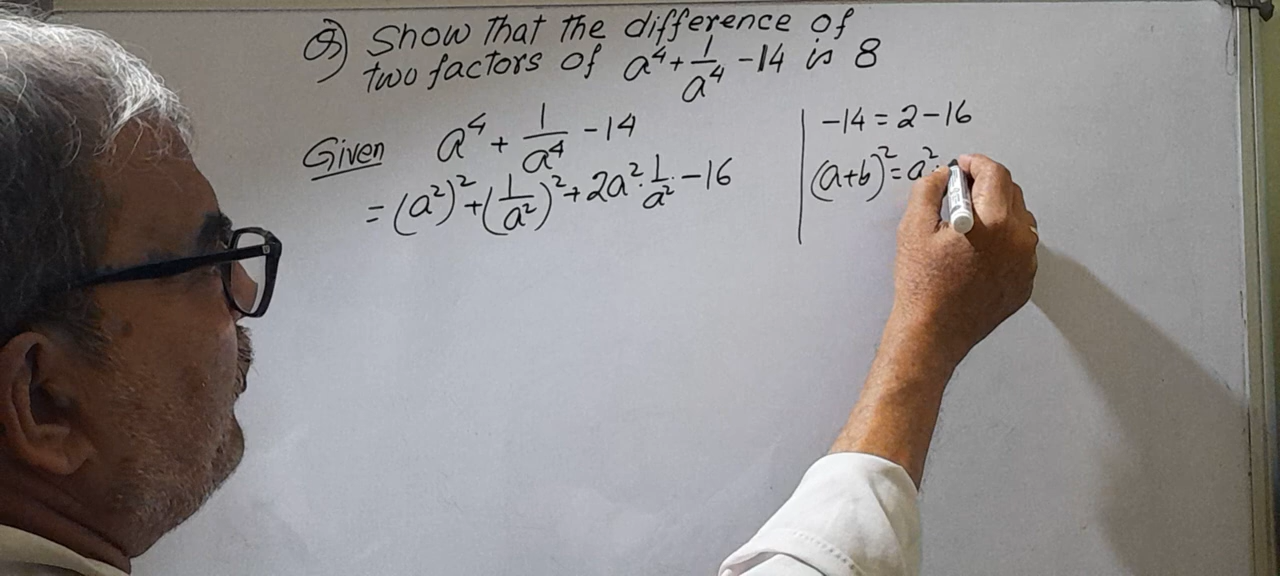 Q) Show that the difference of
two factors of a⁴ + 1/a⁴ - 14 is 8
Given a⁴ + 1/a⁴ - 14
= (a²)² + (1/a²)² + 2a² · 1/a² - 16
-14 = 2 - 16
(a+b)² = a²